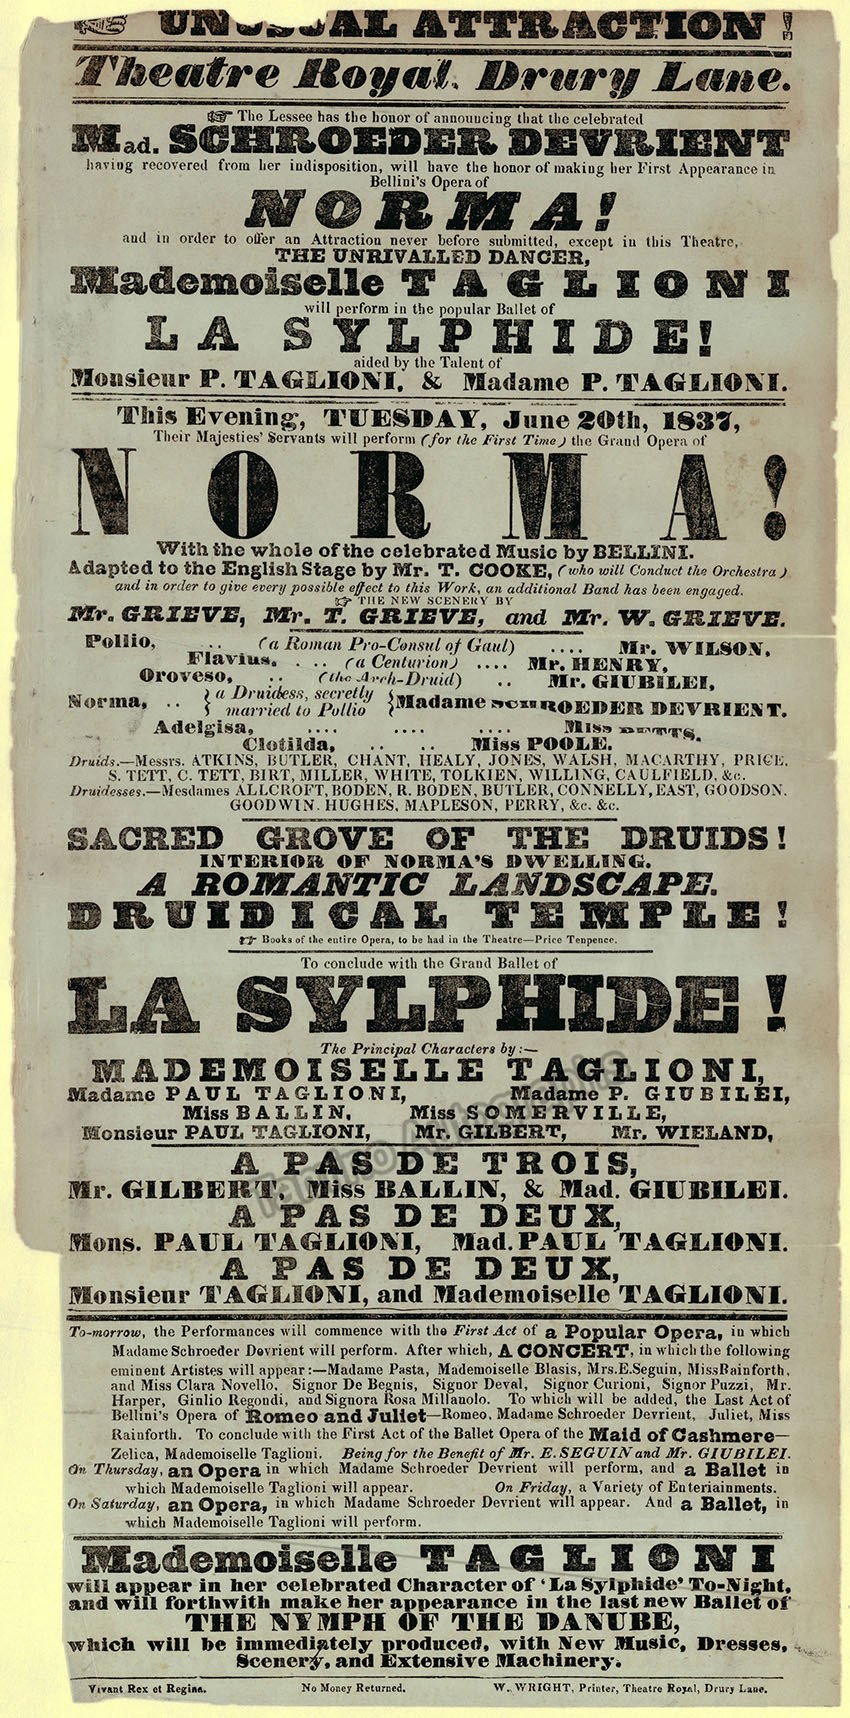 UNUSUAL ATTRACTION!
Theatre Royal, Drury Lane.
☞ The Lessee has the honor of announcing that the celebrated
Mad. SCHROEDER DEVRIENT
having recovered from her indisposition, will have the honor of making her First Appearance in
Bellini's Opera of
NORMA!
and in order to offer an Attraction never before submitted, except in this Theatre,
THE UNRIVALLED DANCER,
Mademoiselle TAGLIONI
will perform in the popular Ballet of
LA SYLPHIDE!
aided by the Talent of
Monsieur P. TAGLIONI, & Madame P. TAGLIONI.
This Evening, TUESDAY, June 20th, 1837,
Their Majesties' Servants will perform (for the First Time) the Grand Opera of
NORMA!
With the whole of the celebrated Music by BELLINI.
Adapted to the English Stage by Mr. T. COOKE, (who will Conduct the Orchestra)
and in order to give every possible effect to this Work, an additional Band has been engaged.
☞ THE NEW SCENERY BY
Mr. GRIEVE, Mr. T. GRIEVE, and Mr. W. GRIEVE.
Pollio, .. (a Roman Pro-Consul of Gaul) .... Mr. WILSON,
Flavius, ... (a Centurion) .... Mr. HENRY,
Oroveso, .. (the Arch-Druid) .. Mr. GIUBILEI,
Norma, .. { a Druidess, secretly married to Pollio } Madame SCHROEDER DEVRIENT.
Adelgisa, .... .... .... Miss BETTS,
Clotilda, .. .. Miss POOLE.
Druids.—Messrs. ATKINS, BUTLER, CHANT, HEALY, JONES, WALSH, MACARTHY, PRICE,
S. TETT, C. TETT, BIRT, MILLER, WHITE, TOLKIEN, WILLING, CAULFIELD, &c.
Druidesses.—Mesdames ALLCROFT, BODEN, R. BODEN, BUTLER, CONNELLY, EAST, GOODSON,
GOODWIN, HUGHES, MAPLESON, PERRY, &c. &c.
SACRED GROVE OF THE DRUIDS!
INTERIOR OF NORMA'S DWELLING.
A ROMANTIC LANDSCAPE.
DRUIDICAL TEMPLE!
☞ Books of the entire Opera, to be had in the Theatre—Price Tenpence.
To conclude with the Grand Ballet of
LA SYLPHIDE!
The Principal Characters by:—
MADEMOISELLE TAGLIONI,
Madame PAUL TAGLIONI, Madame P. GIUBILEI,
Miss BALLIN, Miss SOMERVILLE,
Monsieur PAUL TAGLIONI, Mr. GILBERT, Mr. WIELAND,
A PAS DE TROIS,
Mr. GILBERT, Miss BALLIN, & Mad. GIUBILEI.
A PAS DE DEUX,
Mons. PAUL TAGLIONI, Mad. PAUL TAGLIONI.
A PAS DE DEUX,
Monsieur TAGLIONI, and Mademoiselle TAGLIONI.
To-morrow, the Performances will commence with the First Act of a Popular Opera, in which
Madame Schroeder Devrient will perform. After which, A CONCERT, in which the following
eminent Artistes will appear:—Madame Pasta, Mademoiselle Blasis, Mrs. E. Seguin, Miss Rainforth,
and Miss Clara Novello, Signor De Begnis, Signor Deval, Signor Curioni, Signor Puzzi, Mr.
Harper, Ginlio Regondi, and Signora Rosa Millanolo. To which will be added, the Last Act of
Bellini's Opera of Romeo and Juliet—Romeo, Madame Schroeder Devrient, Juliet, Miss
Rainforth. To conclude with the First Act of the Ballet Opera of the Maid of Cashmere—
Zelica, Mademoiselle Taglioni. Being for the Benefit of Mr. E. SEGUIN and Mr. GIUBILEI.
On Thursday, an Opera in which Madame Schroeder Devrient will perform, and a Ballet in
which Mademoiselle Taglioni will appear. On Friday, a Variety of Enteriainments.
On Saturday, an Opera, in which Madame Schroeder Devrient will appear. And a Ballet, in
which Mademoiselle Taglioni will perform.
Mademoiselle TAGLIONI
will appear in her celebrated Character of 'La Sylphide' To-Night,
and will forthwith make her appearance in the last new Ballet of
THE NYMPH OF THE DANUBE,
which will be immediately produced, with New Music, Dresses,
Scenery, and Extensive Machinery.
Vivant Rex et Regina. No Money Returned. W. WRIGHT, Printer, Theatre Royal, Drury Lane.